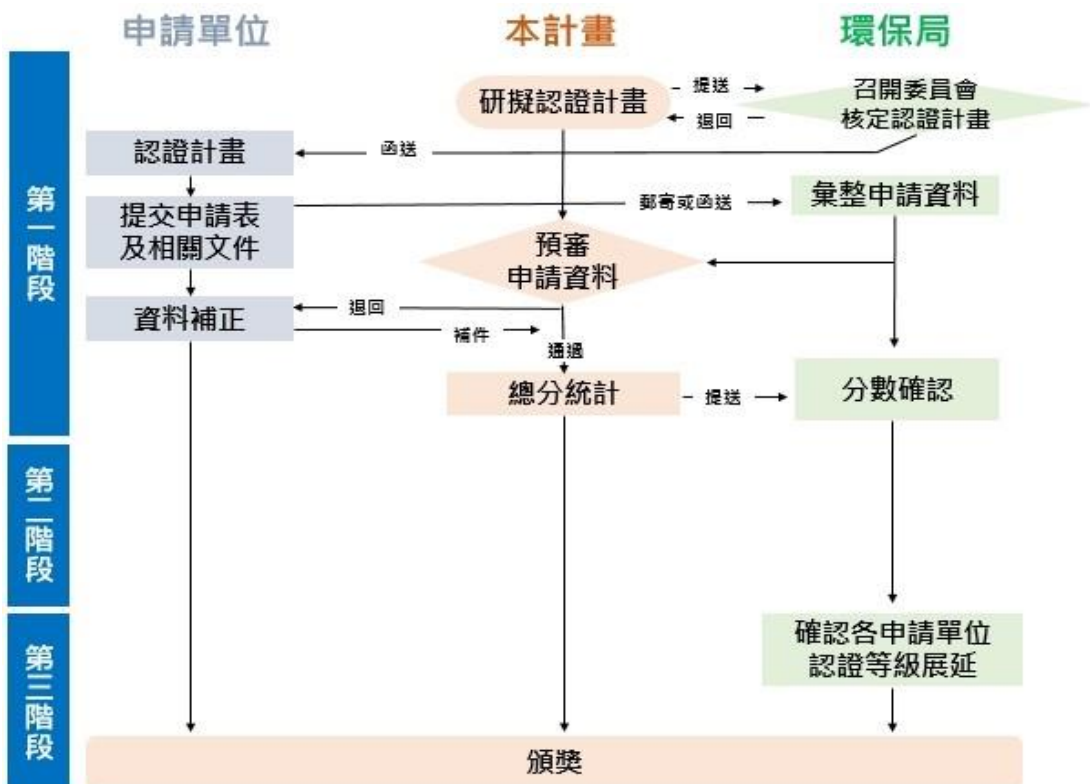 申請單位
本計畫
環保局
第一階段
研擬認證計畫
提送
退回
召開委員會
核定認證計畫
認證計畫
函送
提交申請表
及相關文件
郵寄或函送
彙整申請資料
預審
申請資料
資料補正
退回
補件
通過
總分統計
提送
分數確認
第二階段
第三階段
確認各申請單位
認證等級展延
頒獎